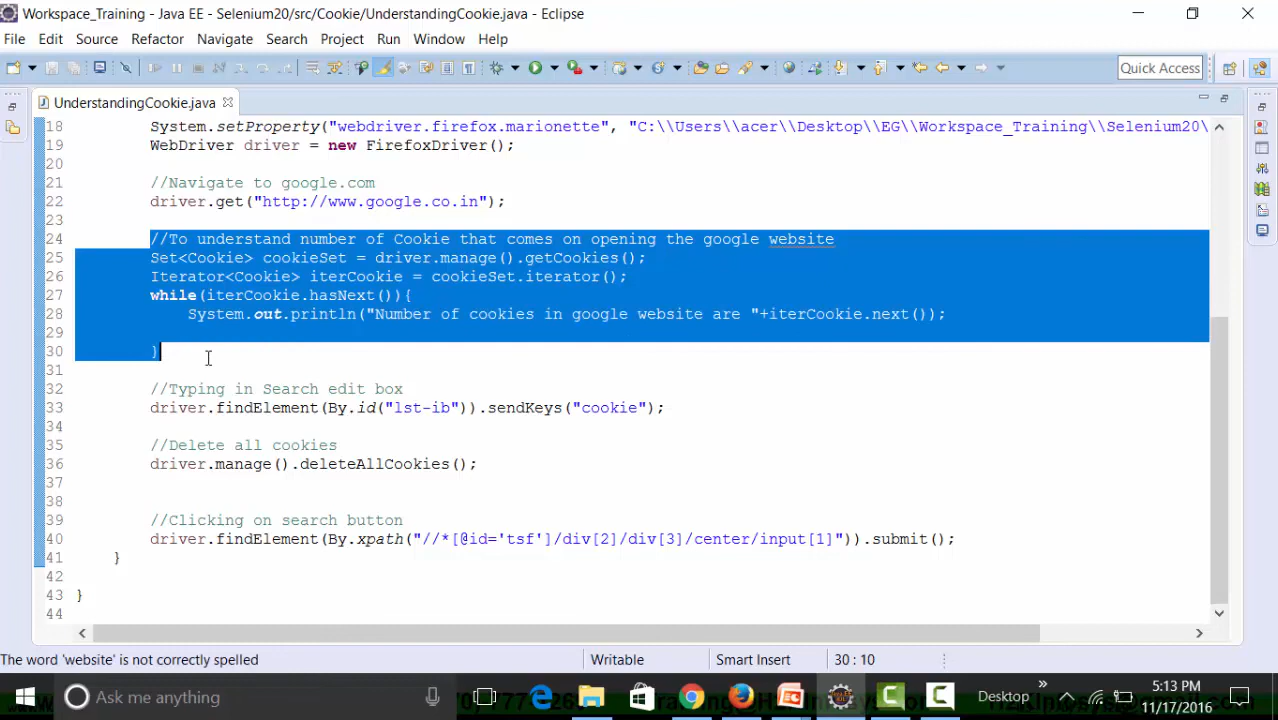 Workspace_Training - Java EE - Selenium20/src/Cookie/UnderstandingCookie.java - Eclipse
File Edit Source Refactor Navigate Search Project Run Window Help
Quick Access
UnderstandingCookie.java
18 System.setProperty("webdriver.firefox.marionette", "C:\\Users\\acer\\Desktop\\EG\\Workspace_Training\\Selenium20\
19 WebDriver driver = new FirefoxDriver();
20
21 //Navigate to google.com
22 driver.get("http://www.google.co.in");
23
24 //To understand number of Cookie that comes on opening the google website
25 Set<Cookie> cookieSet = driver.manage().getCookies();
26 Iterator<Cookie> iterCookie = cookieSet.iterator();
27 while(iterCookie.hasNext()){
28 System.out.println("Number of cookies in google website are "+iterCookie.next());
29
30 }
31
32 //Typing in Search edit box
33 driver.findElement(By.id("lst-ib")).sendKeys("cookie");
34
35 //Delete all cookies
36 driver.manage().deleteAllCookies();
37
38
39 //Clicking on search button
40 driver.findElement(By.xpath("//*[@id='tsf']/div[2]/div[3]/center/input[1]")).submit();
41 }
42
43 }
44
The word 'website' is not correctly spelled Writable Smart Insert 30 : 10
Ask me anything Desktop 5:13 PM
11/17/2016